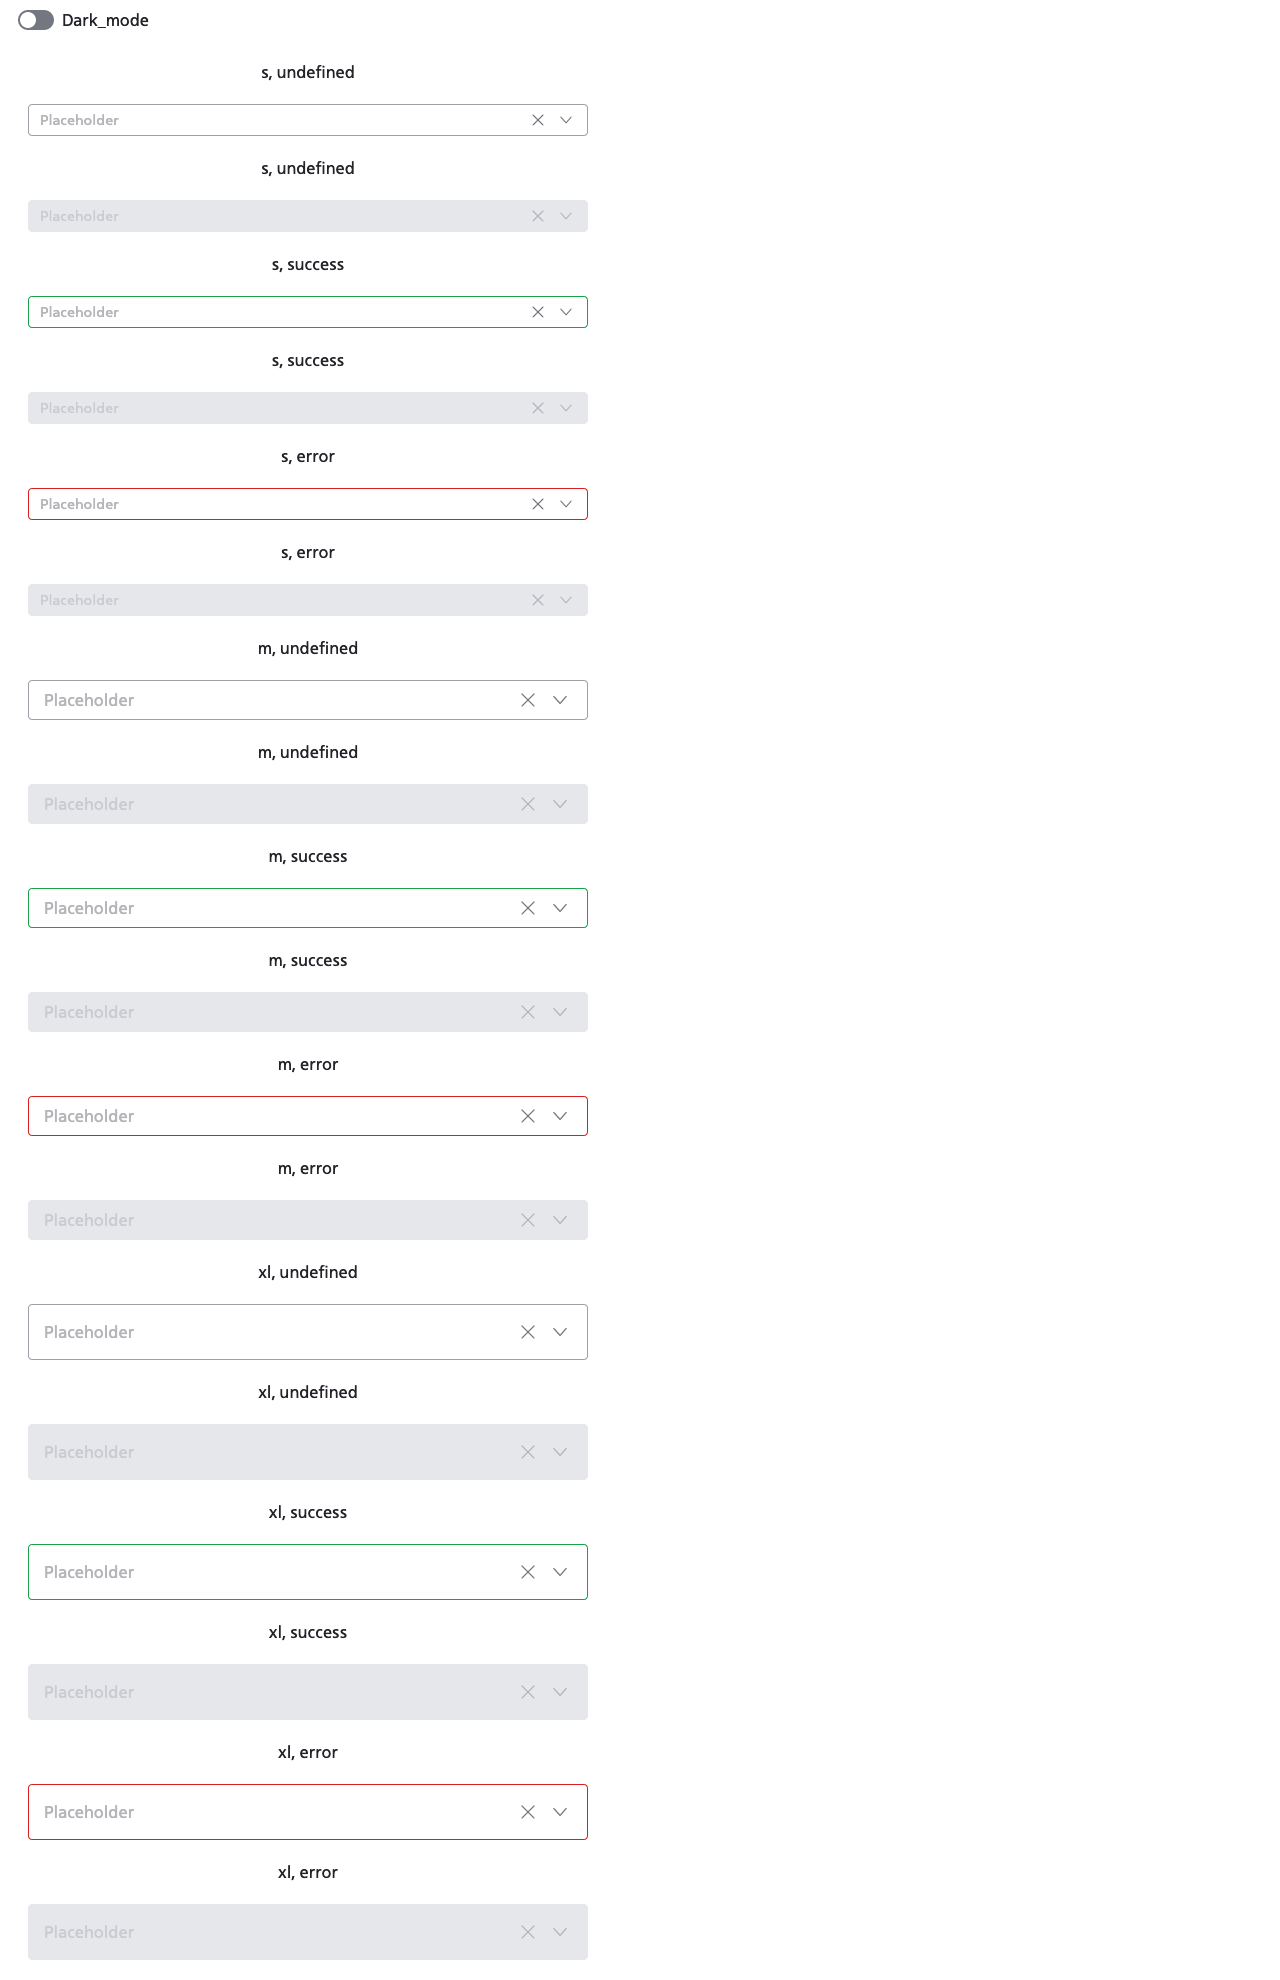 Dark_mode
s, undefined
Placeholder
s, undefined
Placeholder
s, success
Placeholder
s, success
Placeholder
s, error
Placeholder
s, error
Placeholder
m, undefined
Placeholder
m, undefined
Placeholder
m, success
Placeholder
m, success
Placeholder
m, error
Placeholder
m, error
Placeholder
xl, undefined
Placeholder
xl, undefined
Placeholder
xl, success
Placeholder
xl, success
Placeholder
xl, error
Placeholder
xl, error
Placeholder